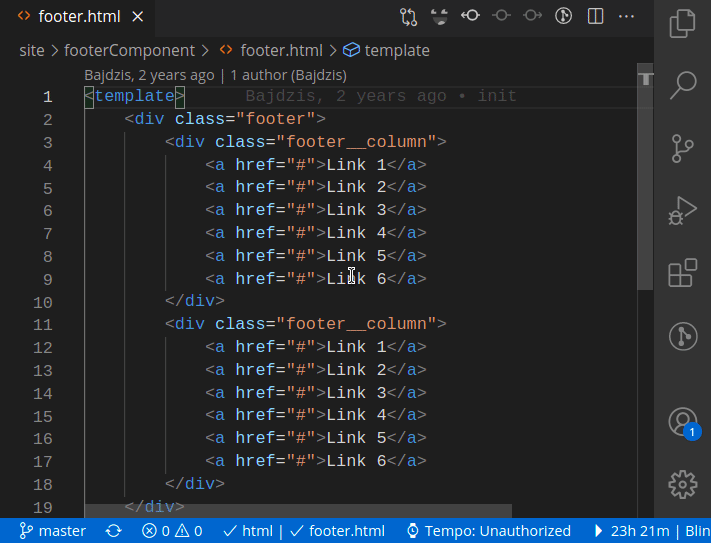 footer.html
site > footerComponent > footer.html > template
Bajdzis, 2 years ago | 1 author (Bajdzis)
1 <template> Bajdzis, 2 years ago • init
2 <div class="footer">
3 <div class="footer__column">
4 <a href="#">Link 1</a>
5 <a href="#">Link 2</a>
6 <a href="#">Link 3</a>
7 <a href="#">Link 4</a>
8 <a href="#">Link 5</a>
9 <a href="#">Link 6</a>
10 </div>
11 <div class="footer__column">
12 <a href="#">Link 1</a>
13 <a href="#">Link 2</a>
14 <a href="#">Link 3</a>
15 <a href="#">Link 4</a>
16 <a href="#">Link 5</a>
17 <a href="#">Link 6</a>
18 </div>
19 </div>
1
master 0 0 html | footer.html Tempo: Unauthorized 23h 21m | Blin